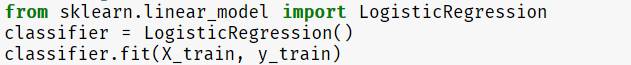 from sklearn.linear_model import LogisticRegression
classifier = LogisticRegression()
classifier.fit(X_train, y_train)